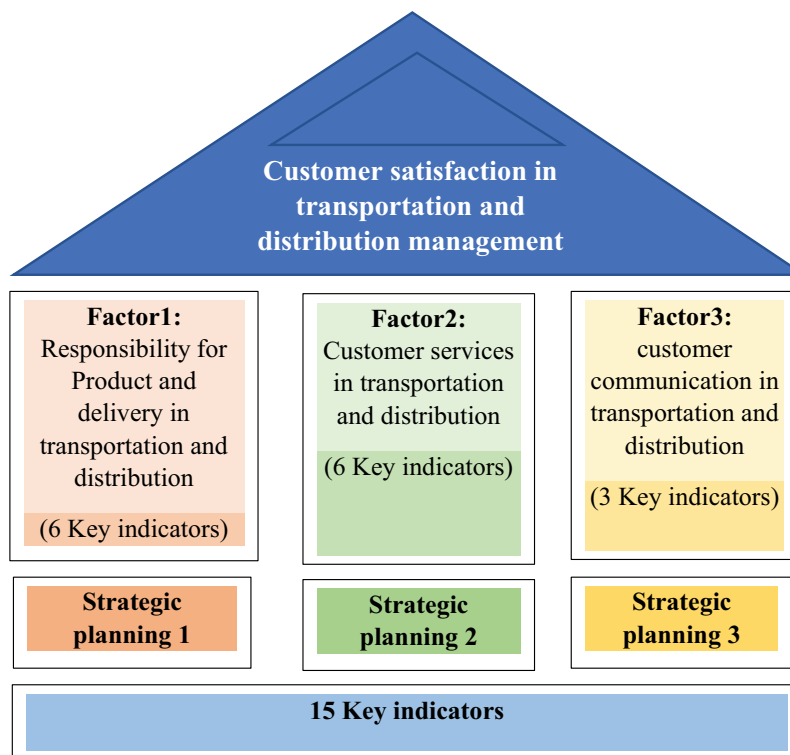 Customer satisfaction in
transportation and
distribution management
Factor1:
Responsibility for
Product and
delivery in
transportation and
distribution
(6 Key indicators)
Factor2:
Customer services
in transportation
and distribution
(6 Key indicators)
Factor3:
customer
communication in
transportation and
distribution
(3 Key indicators)
Strategic
planning 1
Strategic
planning 2
Strategic
planning 3
15 Key indicators